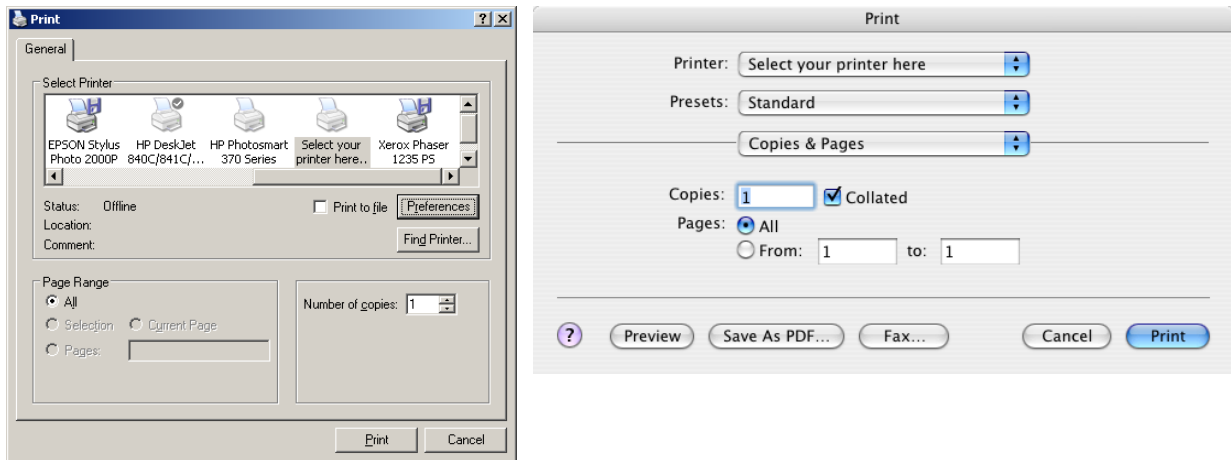 Print
General
Select Printer
EPSON Stylus Photo 2000P
HP DeskJet 840C/841C/...
HP Photosmart 370 Series
Select your printer here..
Xerox Phaser 1235 PS
Status: Offline
Print to file
Preferences
Location:
Comment:
Find Printer...
Page Range
All
Selection
Current Page
Pages:
Number of copies: 1
Print
Cancel
Print
Printer: Select your printer here
Presets: Standard
Copies & Pages
Copies: 1 Collated
Pages: All
From: 1 to: 1
? Preview Save As PDF... Fax... Cancel Print